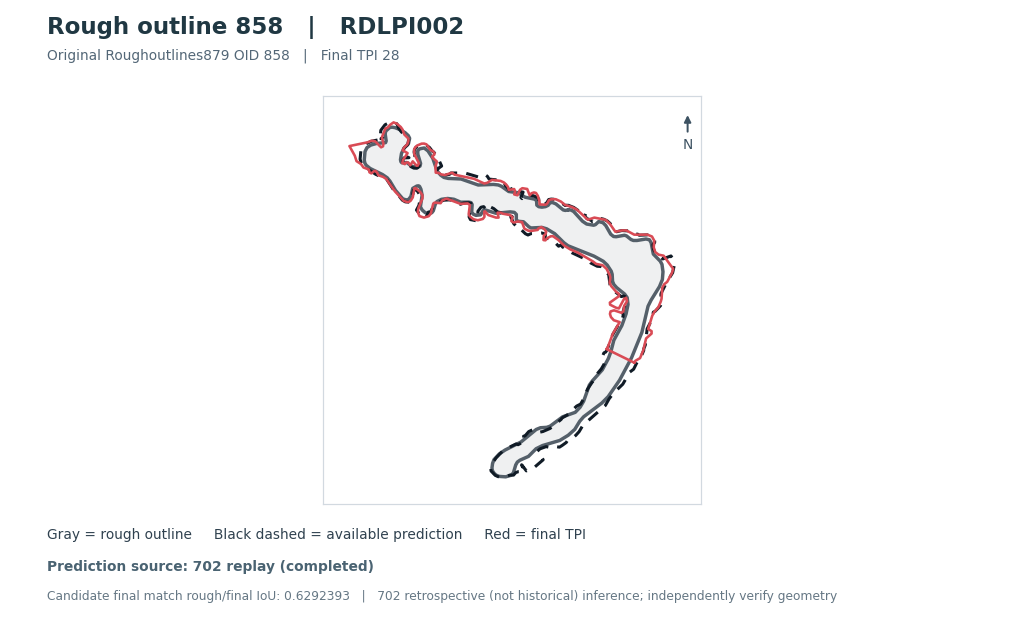 Rough outline 858   |   RDLPI002
Original Roughoutlines879 OID 858   |   Final TPI 28
N
Gray = rough outline     Black dashed = available prediction     Red = final TPI
Prediction source: 702 replay (completed)
Candidate final match rough/final IoU: 0.6292393   |   702 retrospective (not historical) inference; independently verify geometry